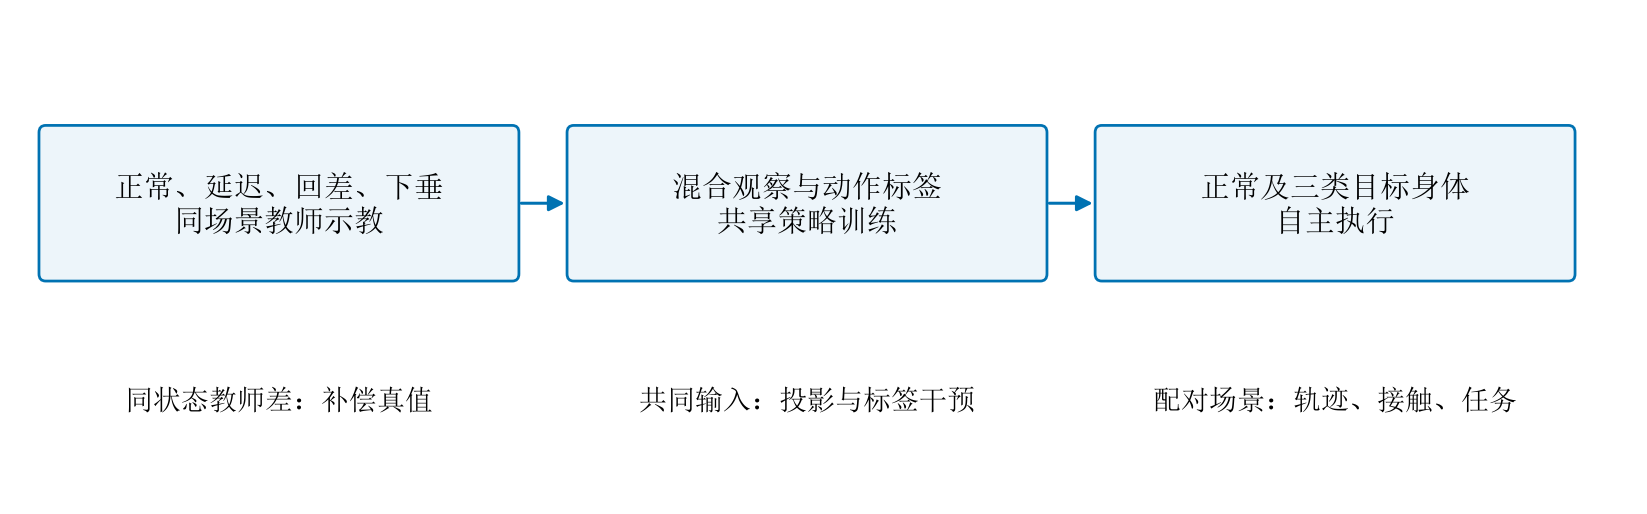 正常、延迟、回差、下垂
同场景教师示教
混合观察与动作标签
共享策略训练
正常及三类目标身体
自主执行
同状态教师差：补偿真值
共同输入：投影与标签干预
配对场景：轨迹、接触、任务